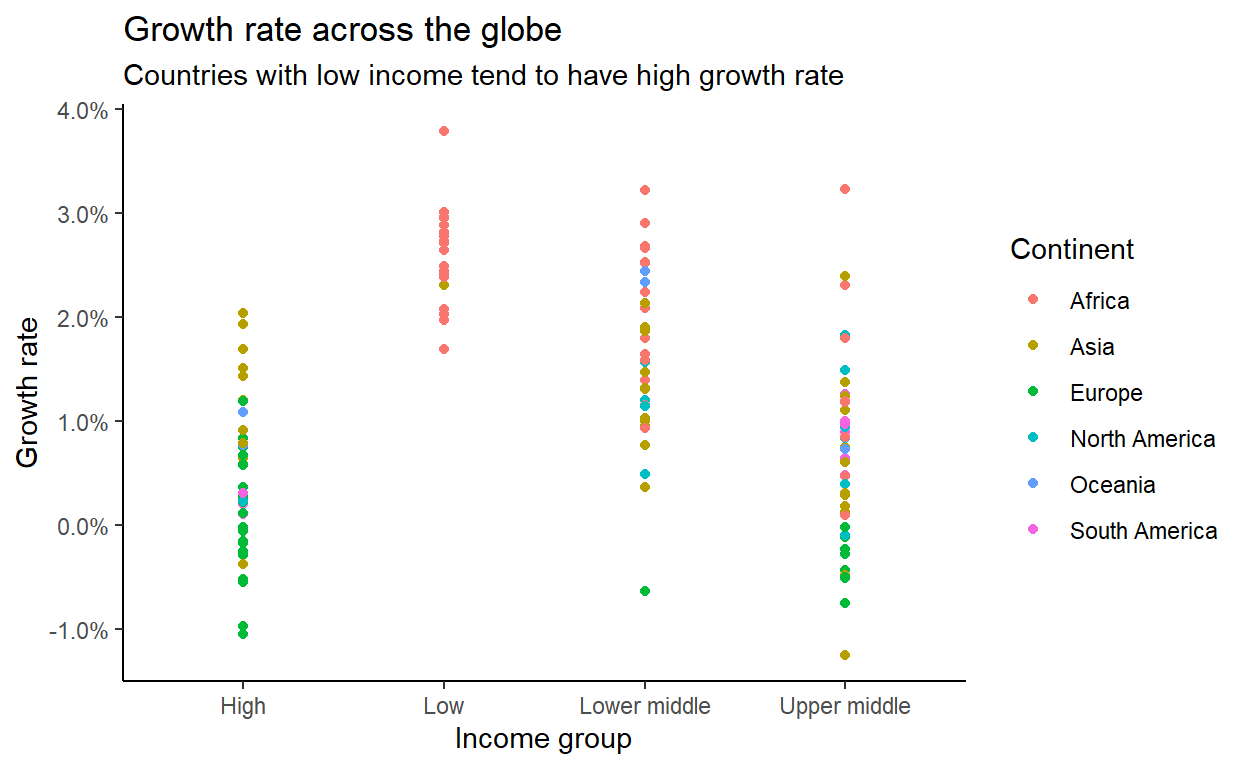 Growth rate across the globe
Countries with low income tend to have high growth rate
4.0%
3.0%
2.0%
1.0%
0.0%
-1.0%
Growth rate
High
Low
Lower middle
Upper middle
Income group
Continent
Africa
Asia
Europe
North America
Oceania
South America